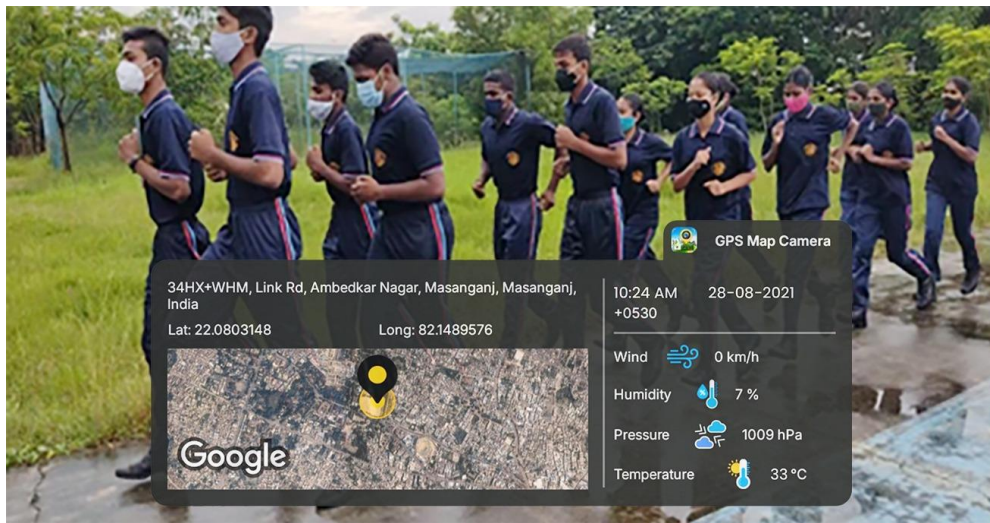 GPS Map Camera
34HX+WHM, Link Rd, Ambedkar Nagar, Masanganj, Masanganj,
India
Lat: 22.0803148 Long: 82.1489576
Google
10:24 AM 28-08-2021
+0530
Wind 0 km/h
Humidity 7 %
Pressure 1009 hPa
Temperature 33 °C